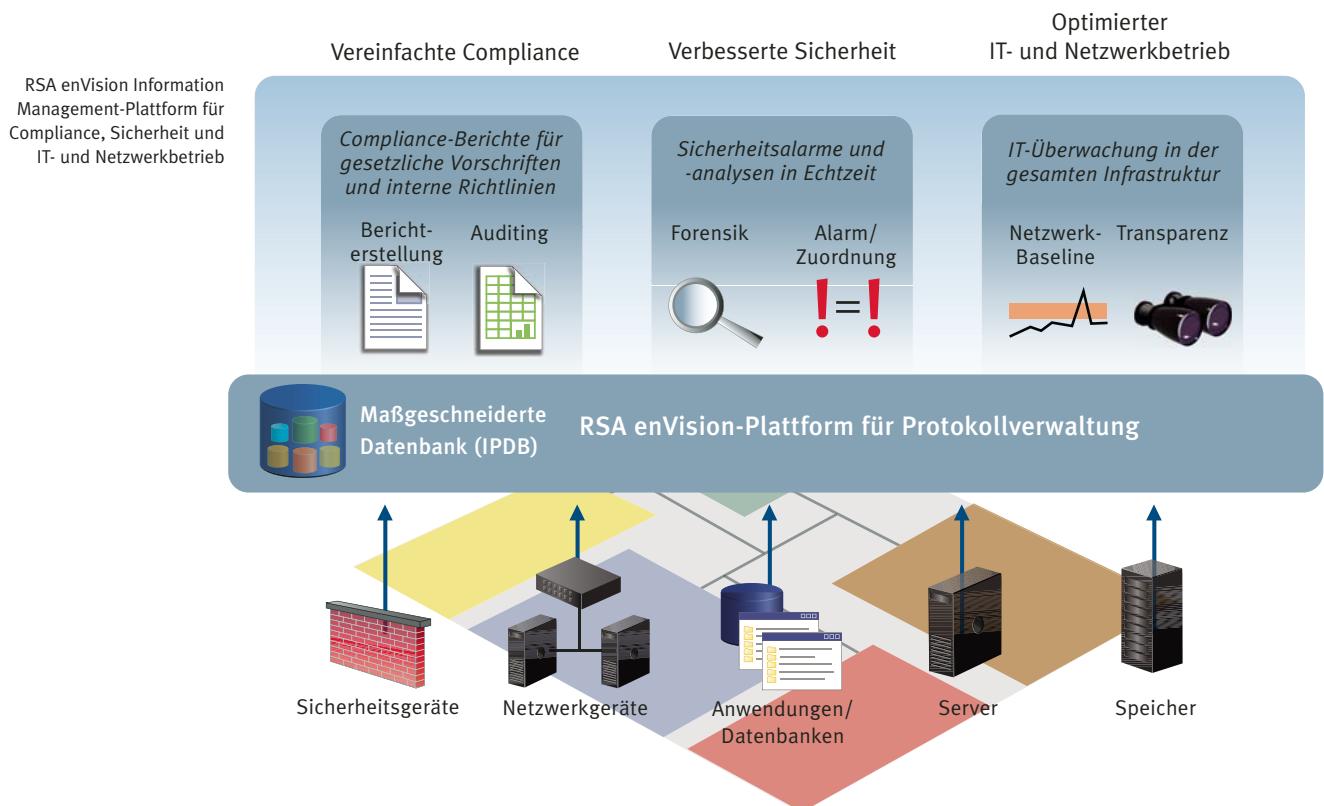 Vereinfachte Compliance
Verbesserte Sicherheit
Optimierter
IT- und Netzwerkbetrieb
RSA enVision Information
Management-Plattform für
Compliance, Sicherheit und
IT- und Netzwerkbetrieb
Compliance-Berichte für
gesetzliche Vorschriften
und interne Richtlinien
Bericht-
erstellung
Auditing
Sicherheitsalarme und
-analysen in Echtzeit
Forensik
Alarm/
Zuordnung
!=!
IT-Überwachung in der
gesamten Infrastruktur
Netzwerk-
Baseline
Transparenz
Maßgeschneiderte
Datenbank (IPDB)
RSA enVision-Plattform für Protokollverwaltung
Sicherheitsgeräte
Netzwerkgeräte
Anwendungen/
Datenbanken
Server
Speicher